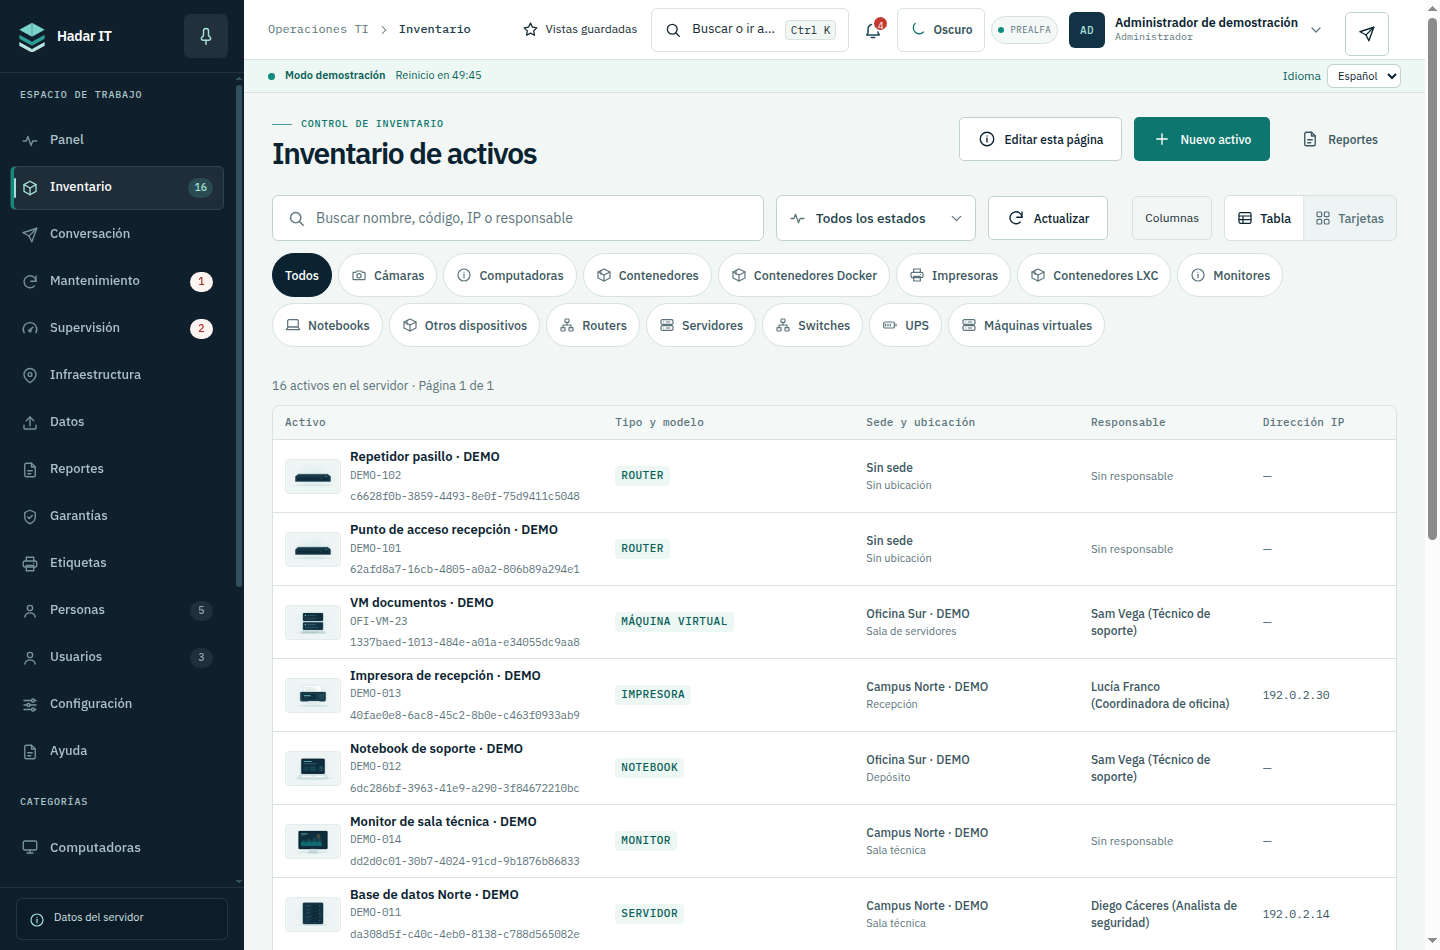 Hadar IT
ESPACIO DE TRABAJO
Panel
Inventario 16
Conversación
Mantenimiento 1
Supervisión 2
Infraestructura
Datos
Reportes
Garantías
Etiquetas
Personas 5
Usuarios 3
Configuración
Ayuda
CATEGORÍAS
Computadoras
Datos del servidor
Operaciones TI > Inventario
Vistas guardadas
Buscar o ir a... Ctrl K
4
Oscuro
PREALFA
AD
Administrador de demostración
Administrador
Modo demostración Reinicio en 49:45
Idioma Español
CONTROL DE INVENTARIO
Inventario de activos
Editar esta página
Nuevo activo
Reportes
Buscar nombre, código, IP o responsable
Todos los estados
Actualizar
Columnas
Tabla
Tarjetas
Todos Cámaras Computadoras Contenedores Contenedores Docker Impresoras Contenedores LXC Monitores
Notebooks Otros dispositivos Routers Servidores Switches UPS Máquinas virtuales
16 activos en el servidor · Página 1 de 1
Activo Tipo y modelo Sede y ubicación Responsable Dirección IP
Repetidor pasillo · DEMO
DEMO-102
c6628f0b-3859-4493-8e0f-75d9411c5048
ROUTER
Sin sede
Sin ubicación
Sin responsable
—
Punto de acceso recepción · DEMO
DEMO-101
62afd8a7-16cb-4805-a0a2-806b89a294e1
ROUTER
Sin sede
Sin ubicación
Sin responsable
—
VM documentos · DEMO
OFI-VM-23
1337baed-1013-484e-a01a-e34055dc9aa8
MÁQUINA VIRTUAL
Oficina Sur · DEMO
Sala de servidores
Sam Vega (Técnico de
soporte)
—
Impresora de recepción · DEMO
DEMO-013
40fae0e8-6ac8-45c2-8b0e-c463f0933ab9
IMPRESORA
Campus Norte · DEMO
Recepción
Lucía Franco
(Coordinadora de oficina)
192.0.2.30
Notebook de soporte · DEMO
DEMO-012
6dc286bf-3963-41e9-a290-3f84672210bc
NOTEBOOK
Oficina Sur · DEMO
Depósito
Sam Vega (Técnico de
soporte)
—
Monitor de sala técnica · DEMO
DEMO-014
dd2d0c01-30b7-4024-91cd-9b1876b86833
MONITOR
Campus Norte · DEMO
Sala técnica
Sin responsable
—
Base de datos Norte · DEMO
DEMO-011
da308d5f-c40c-4eb0-8138-c788d565082e
SERVIDOR
Campus Norte · DEMO
Sala técnica
Diego Cáceres (Analista de
seguridad)
192.0.2.14